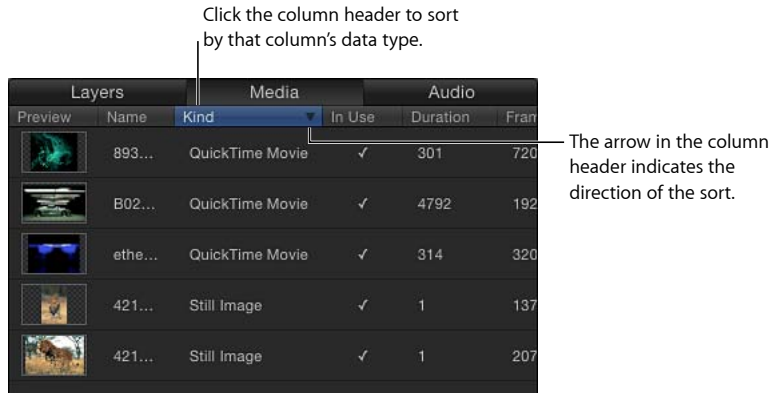 Click the column header to sort
by that column's data type.
Layers Media Audio
Preview Name Kind In Use Duration Fram
893... QuickTime Movie ✓ 301 720
B02... QuickTime Movie ✓ 4792 192
ethe... QuickTime Movie ✓ 314 320
421... Still Image ✓ 1 137
421... Still Image ✓ 1 207
The arrow in the column
header indicates the
direction of the sort.